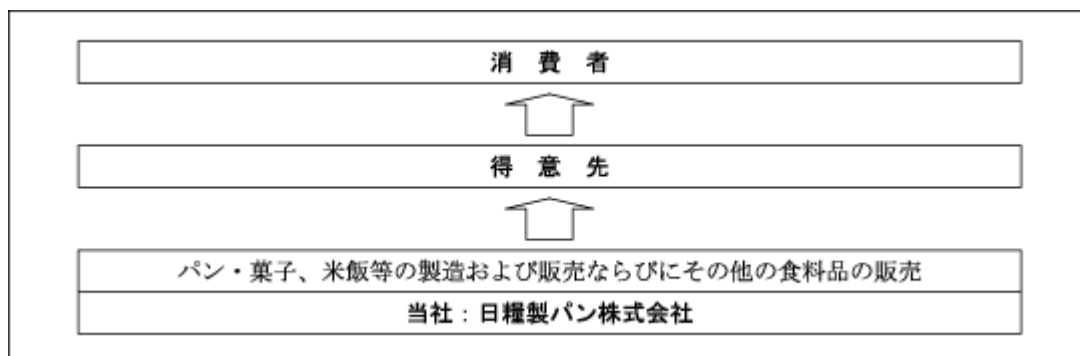 消 費 者
得 意 先
パン・菓子、米飯等の製造および販売ならびにその他の食料品の販売
当社：日糧製パン株式会社